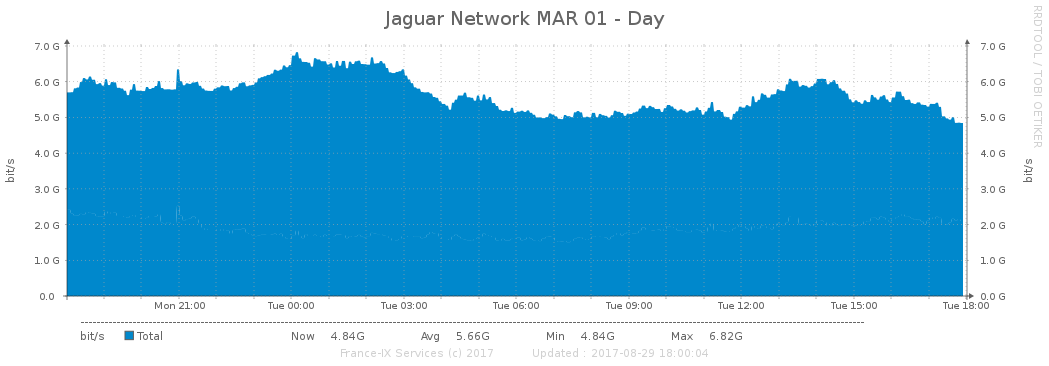 Jaguar Network MAR 01 - Day
RRDTOOL / TOBI OETIKER
7.0 G 7.0 G
6.0 G 6.0 G
5.0 G 5.0 G
4.0 G 4.0 G
bit/s bit/s
3.0 G 3.0 G
2.0 G 2.0 G
1.0 G 1.0 G
0.0 0.0 G
Mon 21:00 Tue 00:00 Tue 03:00 Tue 06:00 Tue 09:00 Tue 12:00 Tue 15:00 Tue 18:00
bit/s Total Now 4.84G Avg 5.66G Min 4.84G Max 6.82G
France-IX Services (c) 2017 Updated : 2017-08-29 18:00:04